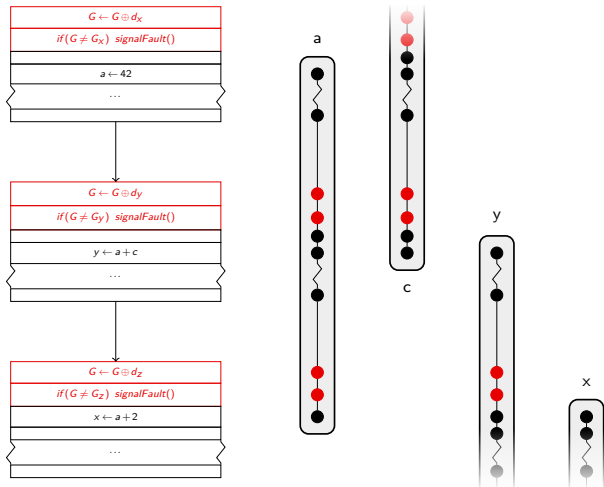 G ← G ⊕ d_x
if(G ≠ G_x) signalFault()
a ← 42
...
G ← G ⊕ d_y
if(G ≠ G_y) signalFault()
y ← a + c
...
G ← G ⊕ d_z
if(G ≠ G_z) signalFault()
x ← a + 2
...
a
c
y
x